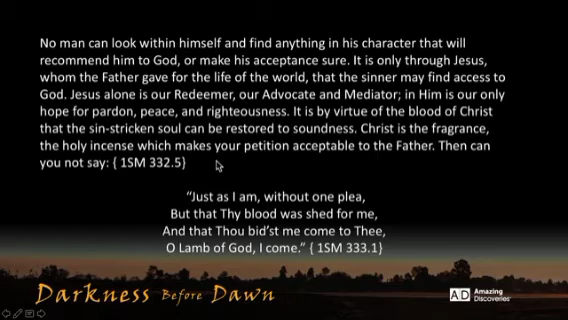 No man can look within himself and find anything in his character that will
recommend him to God, or make his acceptance sure. It is only through Jesus,
whom the Father gave for the life of the world, that the sinner may find access to
God. Jesus alone is our Redeemer, our Advocate and Mediator; in Him is our only
hope for pardon, peace, and righteousness. It is by virtue of the blood of Christ
that the sin-stricken soul can be restored to soundness. Christ is the fragrance,
the holy incense which makes your petition acceptable to the Father. Then can
you not say: { 1SM 332.5}
“Just as I am, without one plea,
But that Thy blood was shed for me,
And that Thou bid’st me come to Thee,
O Lamb of God, I come.” { 1SM 333.1}
Darkness Before Dawn
AD Amazing
Discoveries